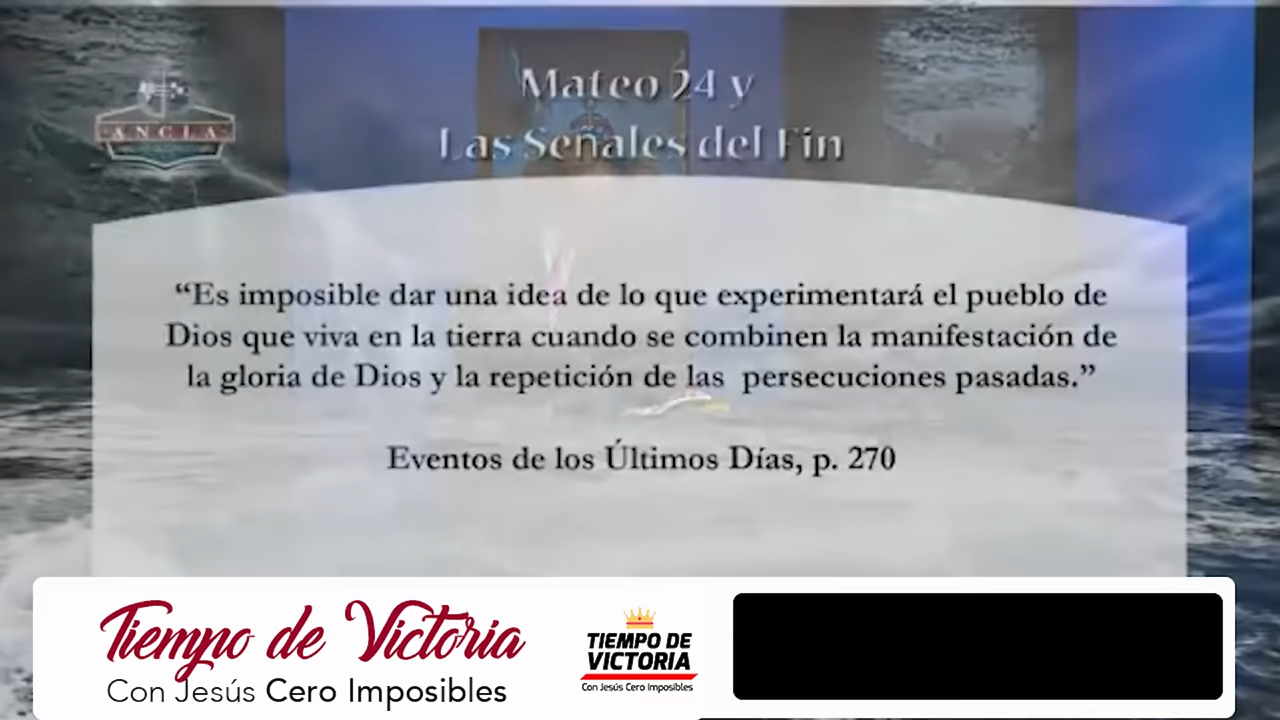 Mateo 24 y
Las Señales del Fin
ANCLA
“Es imposible dar una idea de lo que experimentará el pueblo de
Dios que viva en la tierra cuando se combinen la manifestación de
la gloria de Dios y la repetición de las persecuciones pasadas.”
Eventos de los Últimos Días, p. 270
Tiempo de Victoria
Con Jesús Cero Imposibles
TIEMPO DE
VICTORIA
Con Jesús Cero Imposibles